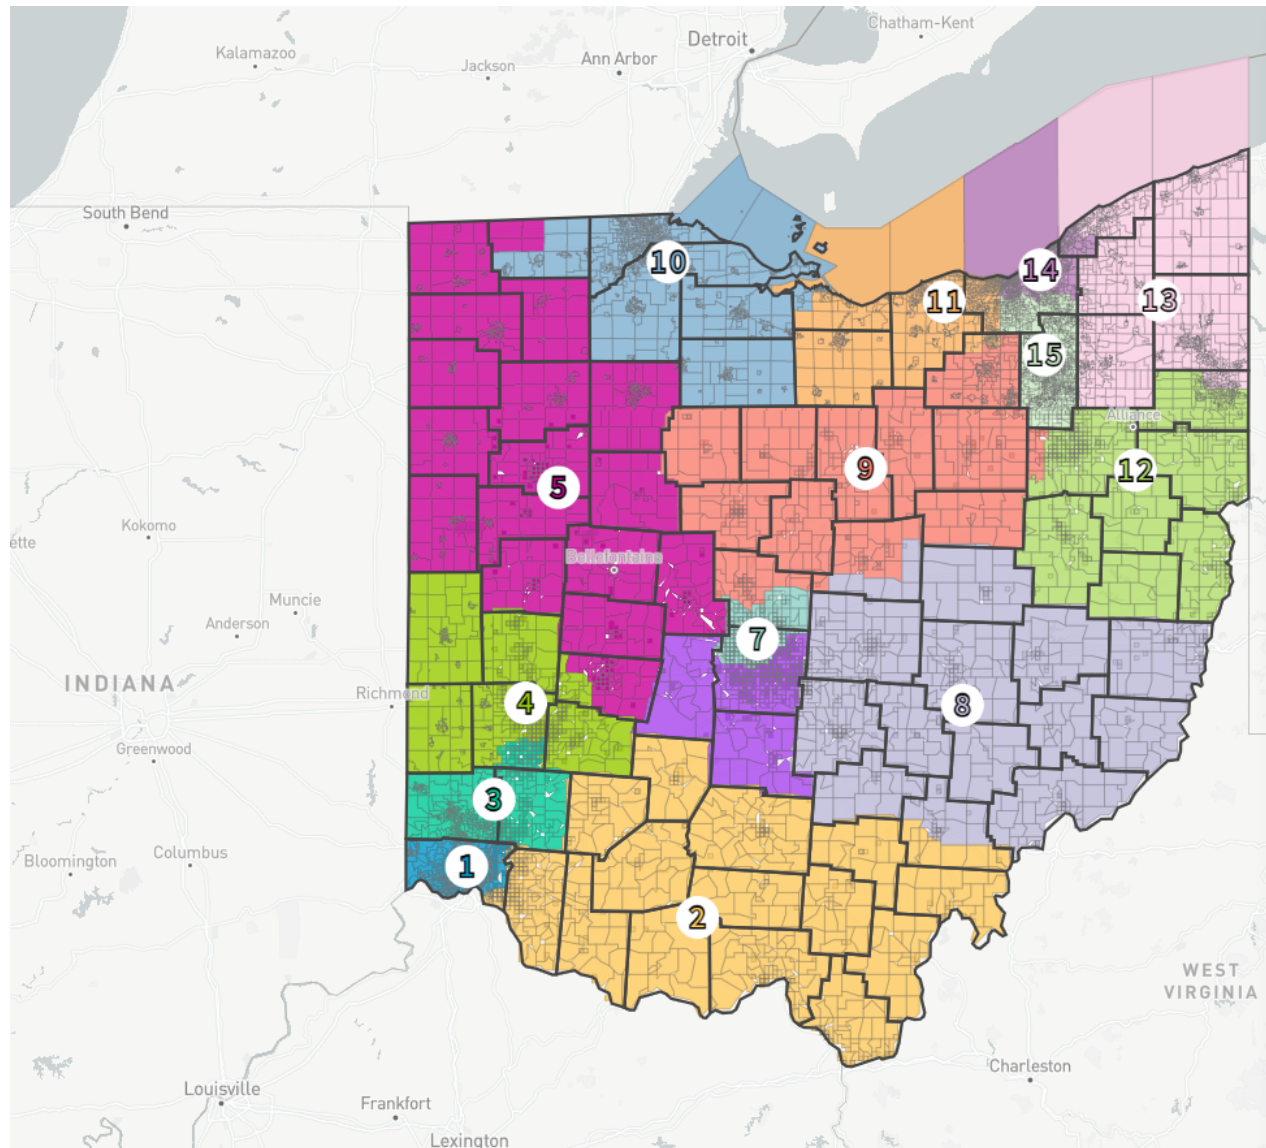 Chatham-Kent
Detroit
Kalamazoo
Ann Arbor
Jackson
South Bend
10
14
11
13
15
Alliance
9
12
5
Kokomo
ette
Bellefontaine
Muncie
Anderson
7
INDIANA
Richmond
4
8
Greenwood
3
Bloomington
Columbus
1
2
WEST
VIRGINIA
Charleston
Louisville
Frankfort
Lexington